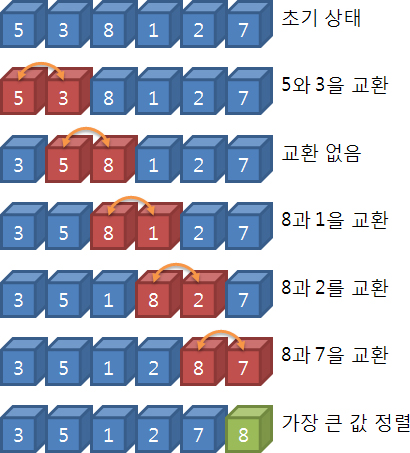 5 3 8 1 2 7 초기 상태
5 3 8 1 2 7 5와 3을 교환
3 5 8 1 2 7 교환 없음
3 5 8 1 2 7 8과 1을 교환
3 5 1 8 2 7 8과 2를 교환
3 5 1 2 8 7 8과 7을 교환
3 5 1 2 7 8 가장 큰 값 정렬